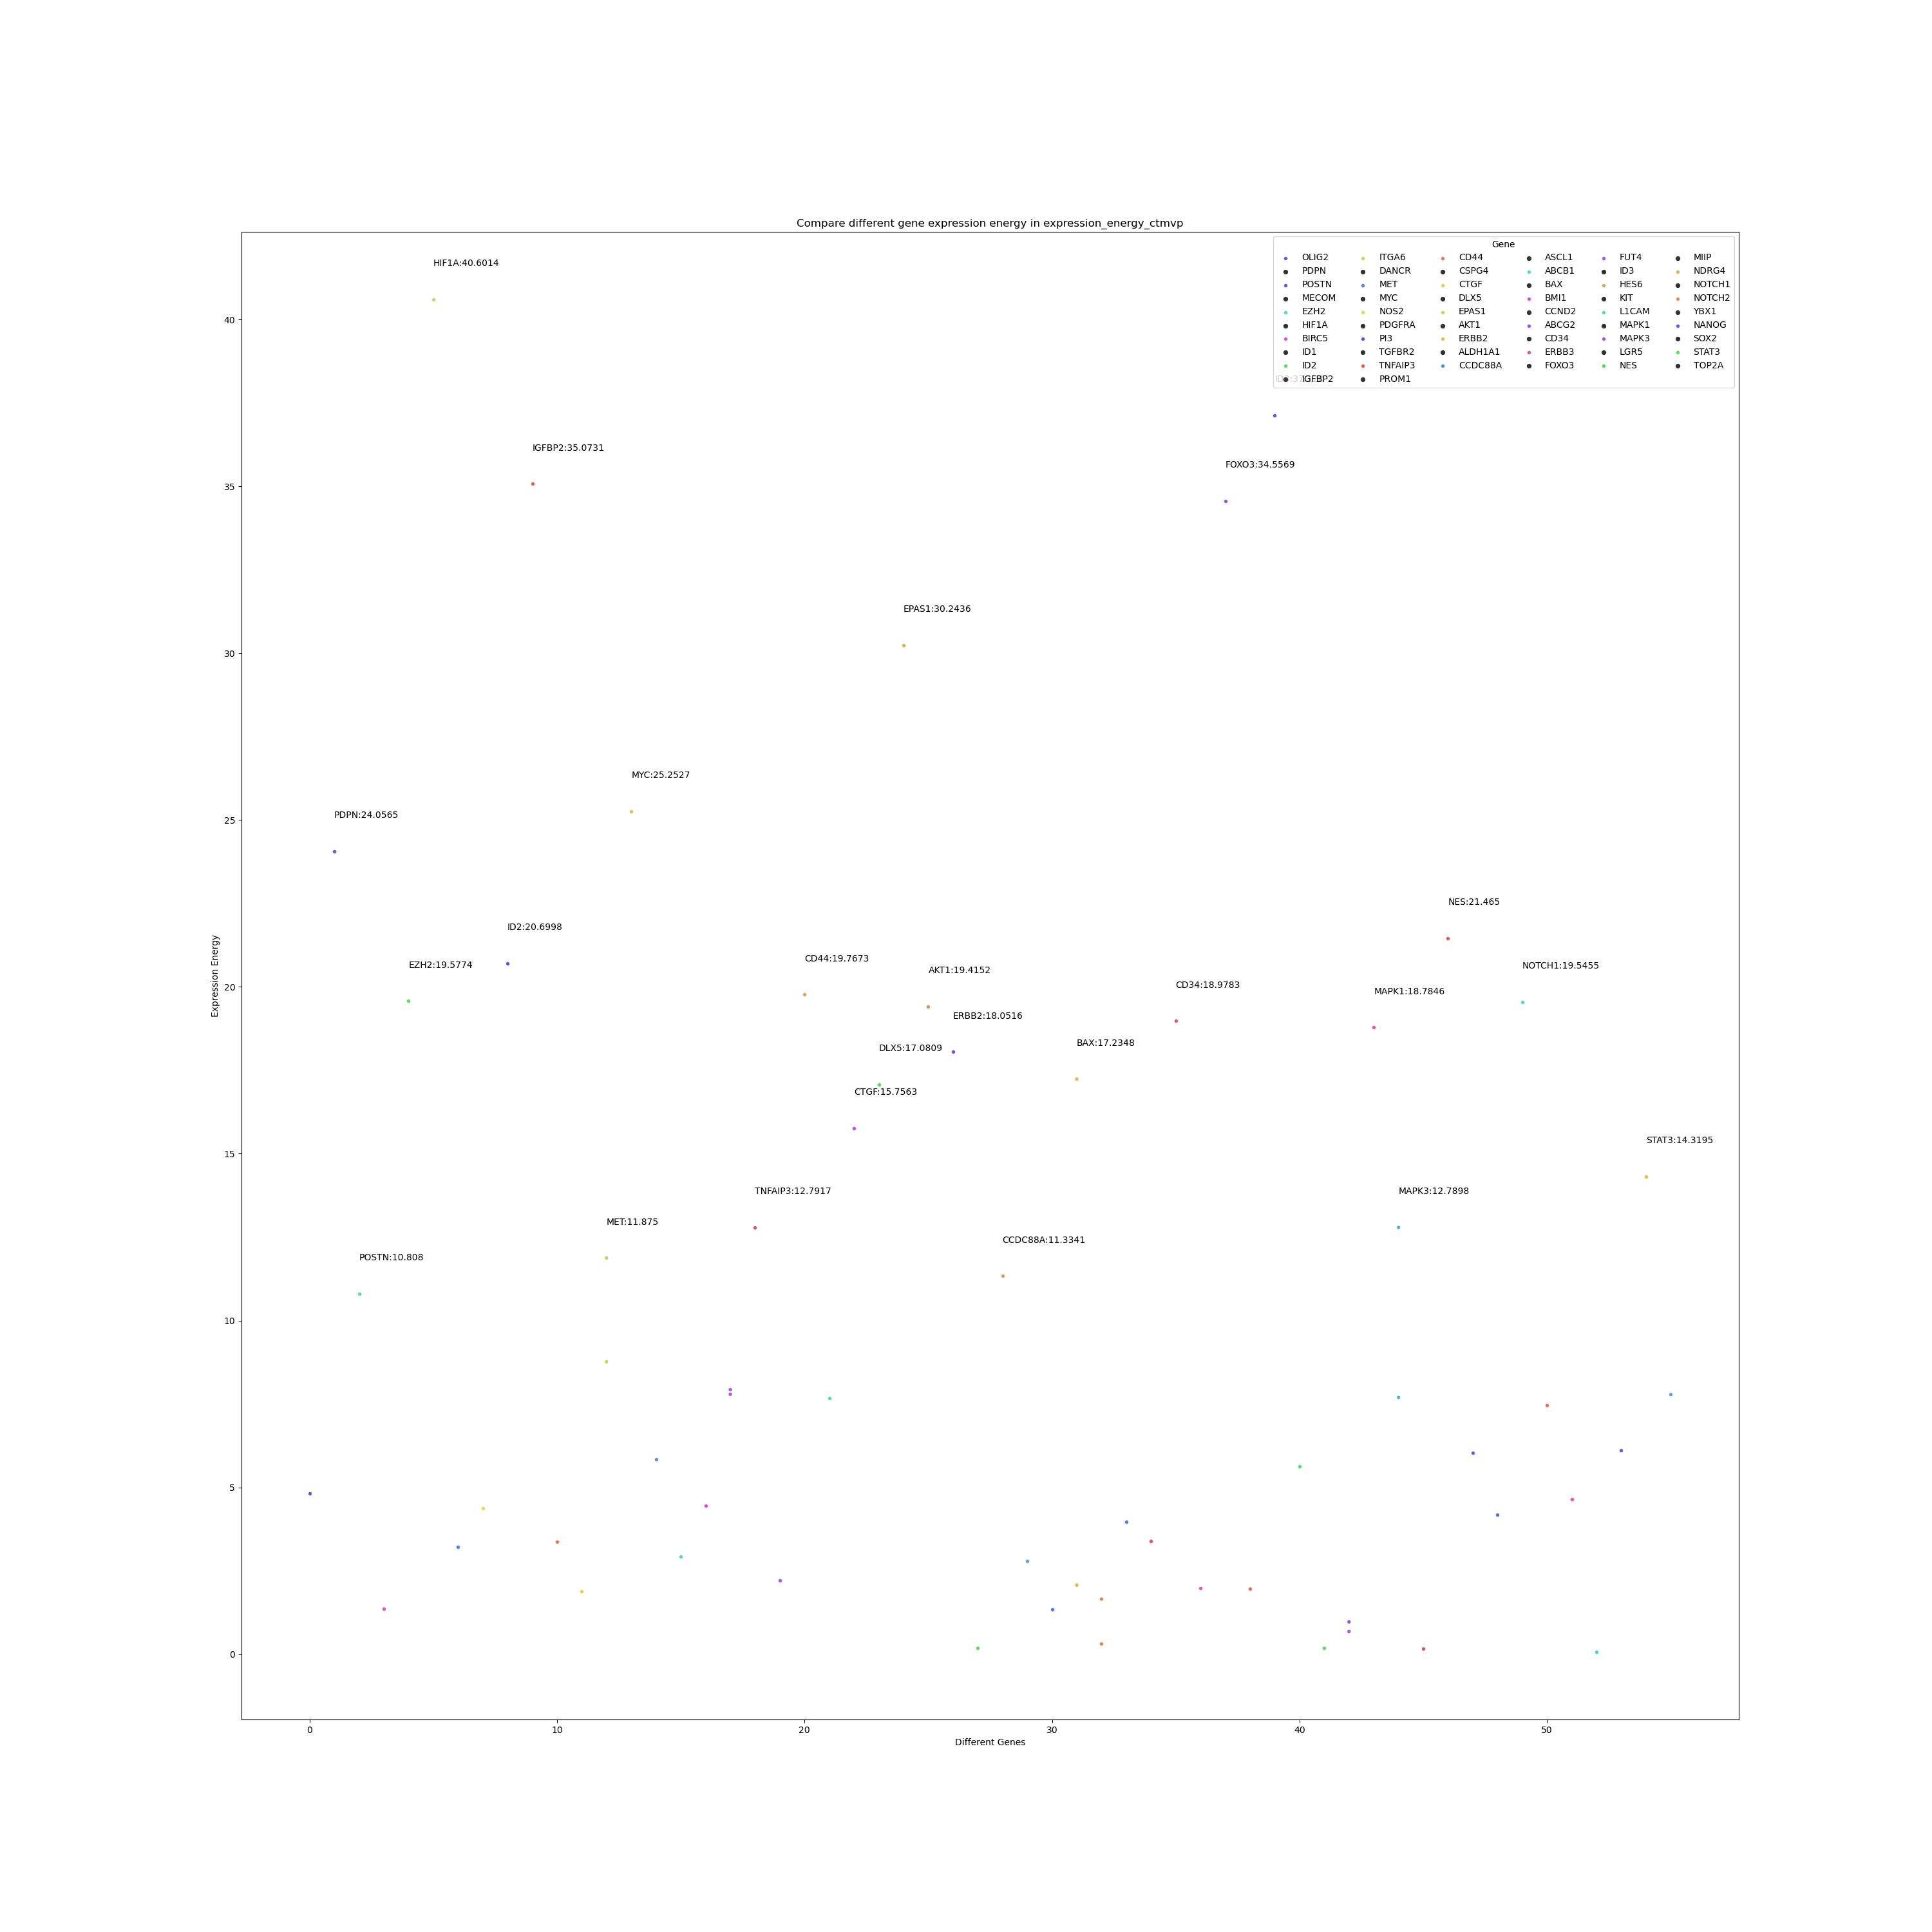 Compare different gene expression energy in expression_energy_ctmvp
Gene
OLIG2 ITGA6 CD44 ASCL1 FUT4 MIIP
PDPN DANCR CSPG4 ABCB1 ID3 NDRG4
POSTN MET CTGF BAX HES6 NOTCH1
MECOM MYC DLX5 BMI1 KIT NOTCH2
EZH2 NOS2 EPAS1 CCND2 L1CAM YBX1
HIF1A PDGFRA AKT1 ABCG2 MAPK1 NANOG
BIRC5 PI3 ERBB2 CD34 MAPK3 SOX2
ID1 TGFBR2 ALDH1A1 ERBB3 LGR5 STAT3
ID2 TNFAIP3 CCDC88A FOXO3 NES TOP2A
IGFBP2 PROM1
HIF1A:40.6014
40
IGFBP2:35.0731
FOXO3:34.5569
35
EPAS1:30.2436
30
MYC:25.2527
25
PDPN:24.0565
NES:21.465
ID2:20.6998
CD44:19.7673
EZH2:19.5774
NOTCH1:19.5455
AKT1:19.4152
20
CD34:18.9783
MAPK1:18.7846
ERBB2:18.0516
BAX:17.2348
DLX5:17.0809
CTGF:15.7563
15
STAT3:14.3195
TNFAIP3:12.7917
MAPK3:12.7898
MET:11.875
CCDC88A:11.3341
POSTN:10.808
10
5
0
Expression Energy
0 10 20 30 40 50
Different Genes